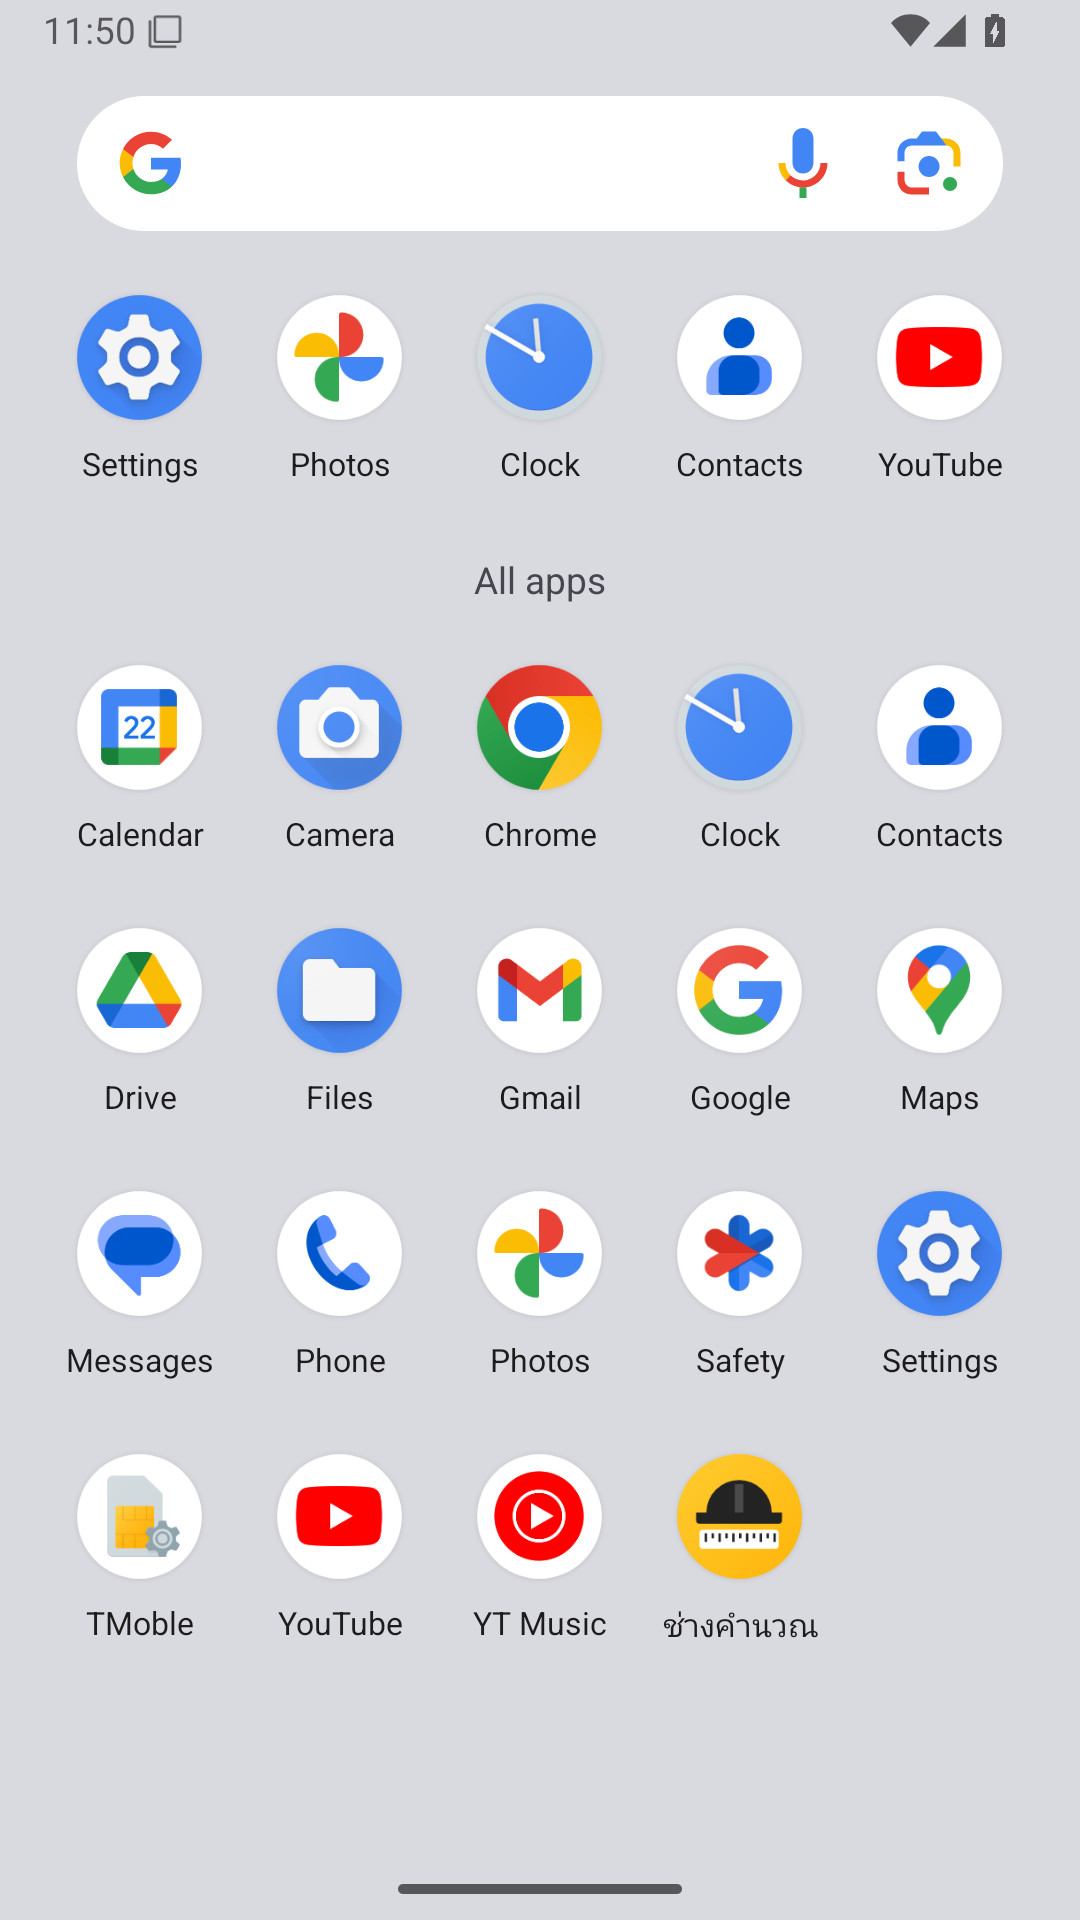 11:50
Settings Photos Clock Contacts YouTube
All apps
22
Calendar Camera Chrome Clock Contacts
Drive Files Gmail Google Maps
Messages Phone Photos Safety Settings
TMoble YouTube YT Music ช่างคำนวณ